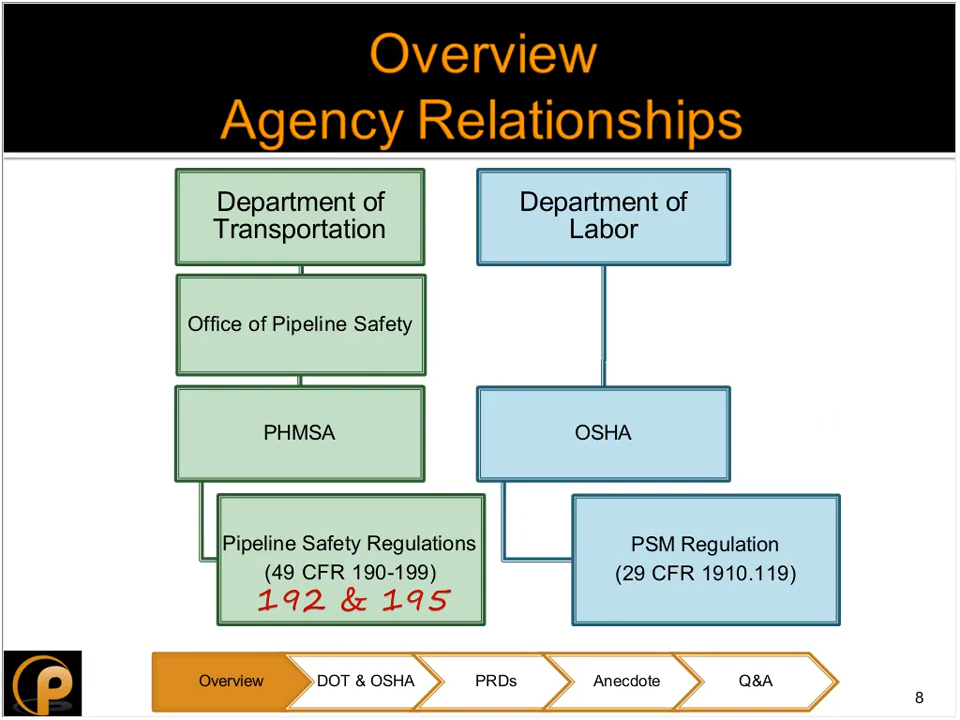 Overview
Agency Relationships
Department of
Transportation
Department of
Labor
Office of Pipeline Safety
PHMSA
OSHA
Pipeline Safety Regulations
(49 CFR 190-199)
192 & 195
PSM Regulation
(29 CFR 1910.119)
P
Overview
DOT & OSHA
PRDs
Anecdote
Q&A
8